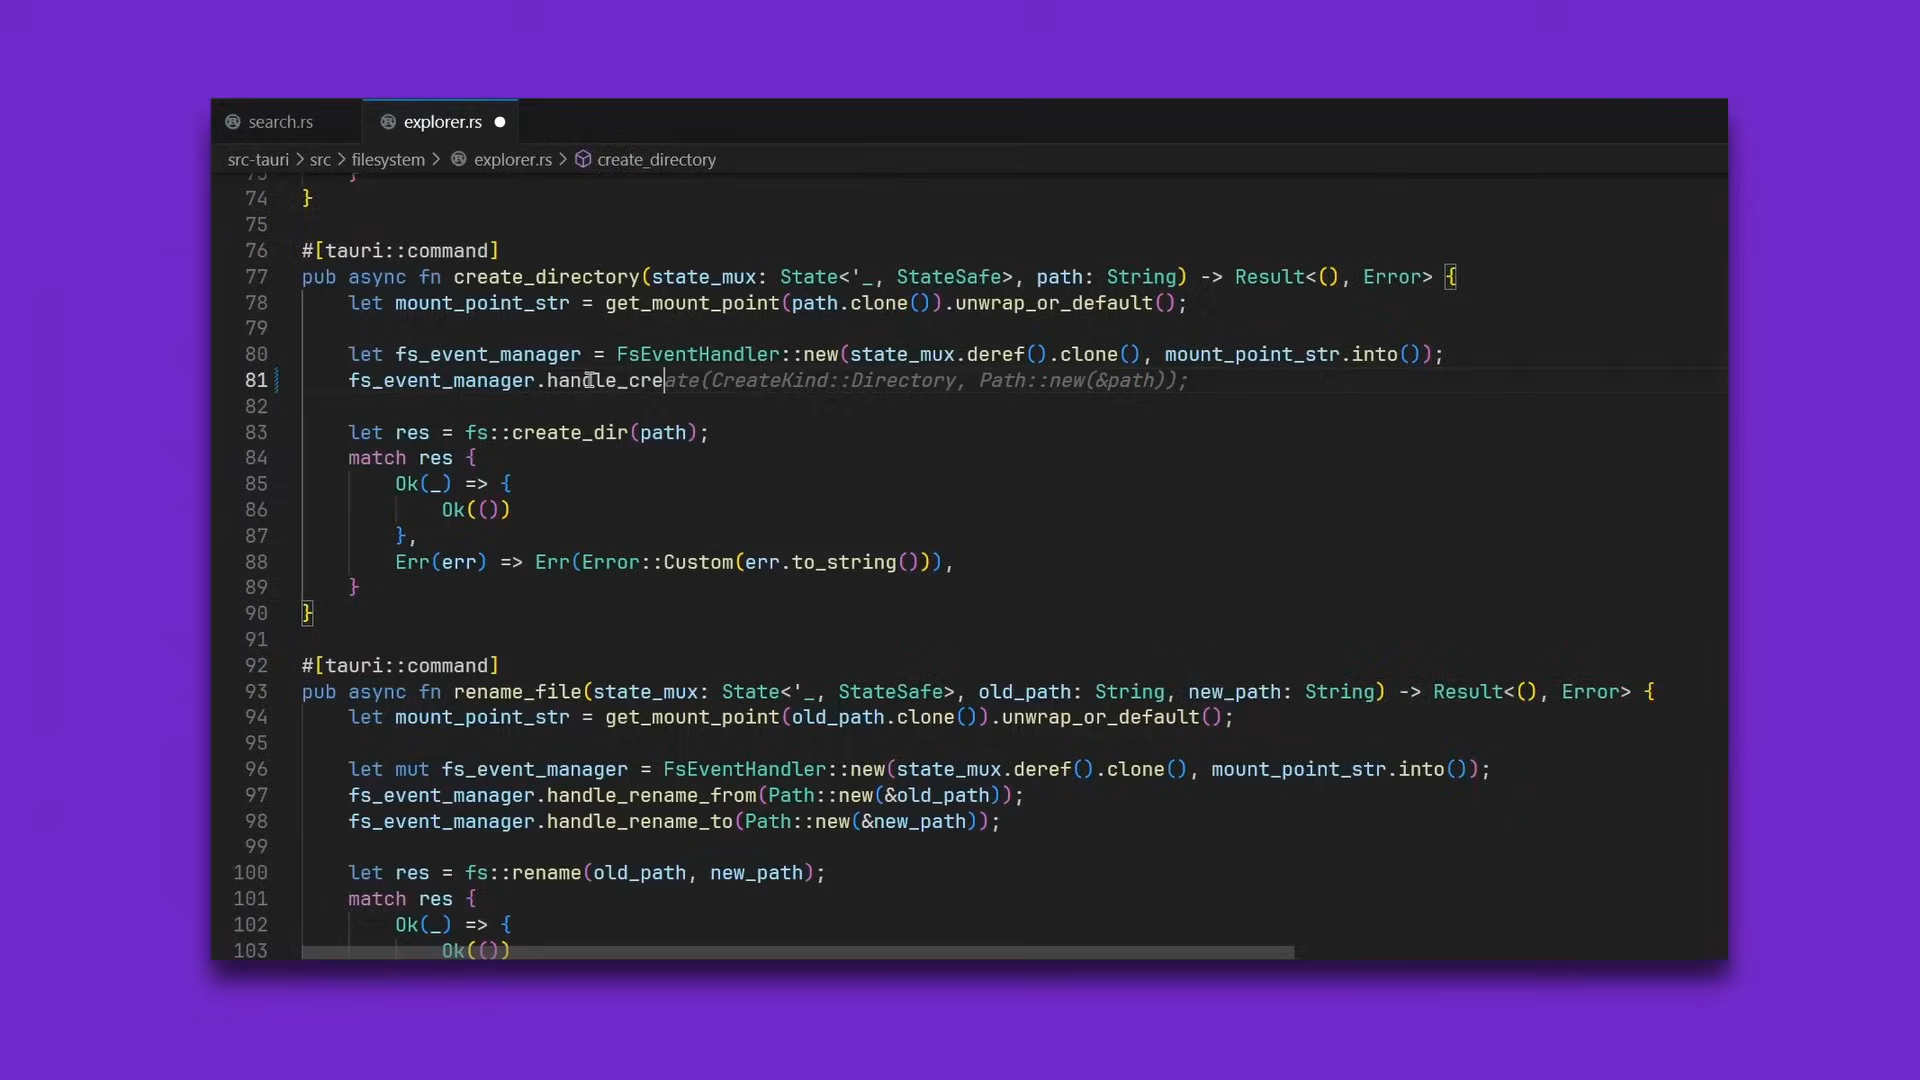 search.rs
explorer.rs
src-tauri > src > filesystem > explorer.rs > create_directory
73 }
74 }
75
76 #[tauri::command]
77 pub async fn create_directory(state_mux: State<'_, StateSafe>, path: String) -> Result<(), Error> {
78     let mount_point_str = get_mount_point(path.clone()).unwrap_or_default();
79
80     let fs_event_manager = FsEventHandler::new(state_mux.deref().clone(), mount_point_str.into());
81     fs_event_manager.handle_create(CreateKind::Directory, Path::new(&path));
82
83     let res = fs::create_dir(path);
84     match res {
85         Ok(_) => {
86             Ok(())
87         },
88         Err(err) => Err(Error::Custom(err.to_string())),
89     }
90 }
91
92 #[tauri::command]
93 pub async fn rename_file(state_mux: State<'_, StateSafe>, old_path: String, new_path: String) -> Result<(), Error> {
94     let mount_point_str = get_mount_point(old_path.clone()).unwrap_or_default();
95
96     let mut fs_event_manager = FsEventHandler::new(state_mux.deref().clone(), mount_point_str.into());
97     fs_event_manager.handle_rename_from(Path::new(&old_path));
98     fs_event_manager.handle_rename_to(Path::new(&new_path));
99
100     let res = fs::rename(old_path, new_path);
101     match res {
102         Ok(_) => {
103             Ok(())